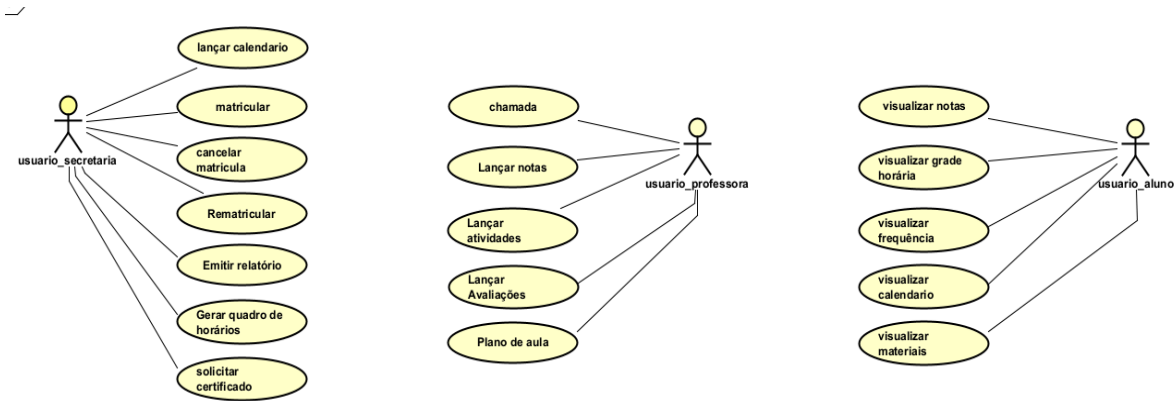 lançar calendario
matricular
cancelar
matricula
Rematricular
Emitir relatório
Gerar quadro de
horários
solicitar
certificado
usuario_secretaria
chamada
Lançar notas
Lançar
atividades
Lançar
Avaliações
Plano de aula
usuario_professora
visualizar notas
visualizar grade
horária
visualizar
frequência
visualizar
calendario
visualizar
materiais
usuario_aluno